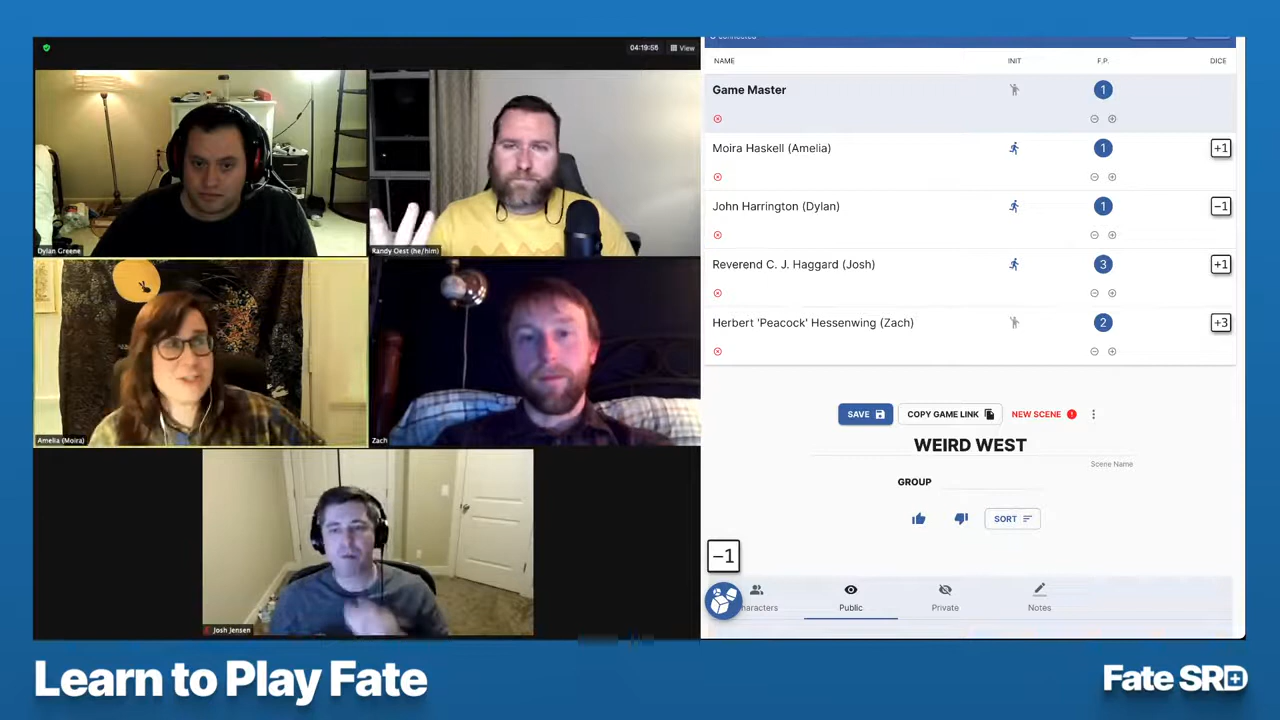 04:19:56 View
Dylan Greene
Randy Oest (he/him)
Amelia (Moira)
Zach
Josh Jensen
NAME INIT F.P. DICE
Game Master 1
Moira Haskell (Amelia) 1 +1
John Harrington (Dylan) 1 −1
Reverend C. J. Haggard (Josh) 3 +1
Herbert 'Peacock' Hessenwing (Zach) 2 +3
SAVE COPY GAME LINK NEW SCENE
WEIRD WEST
Scene Name
GROUP
SORT
−1
Public Private Notes
Learn to Play Fate
Fate SRD